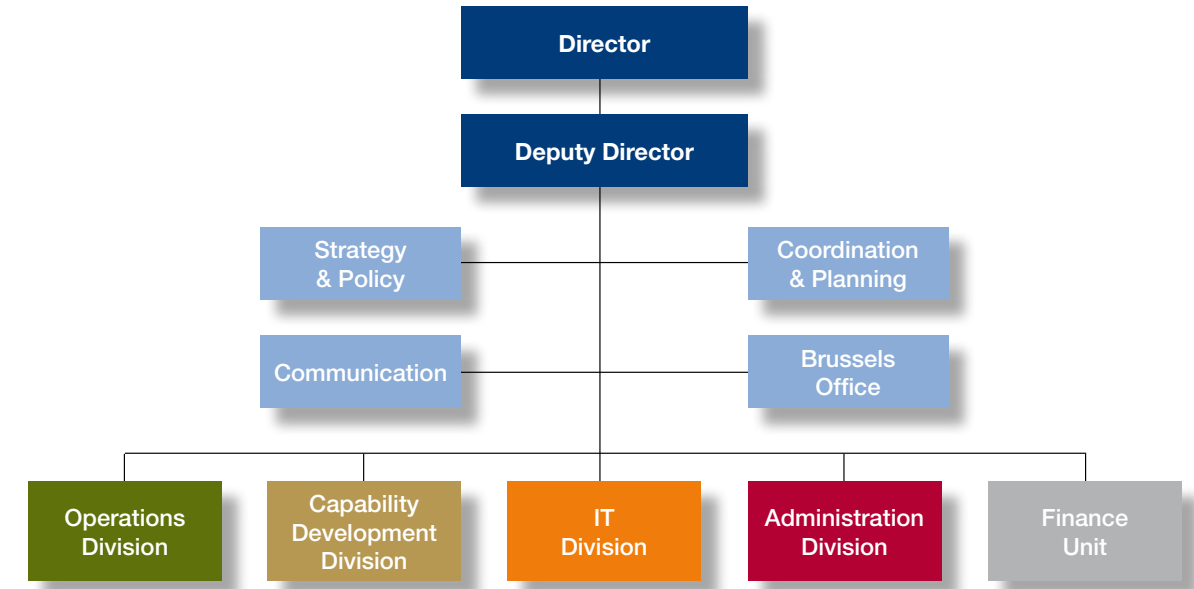 Director
Deputy Director
Strategy
& Policy
Coordination
& Planning
Communication
Brussels
Office
Operations
Division
Capability
Development
Division
IT
Division
Administration
Division
Finance
Unit